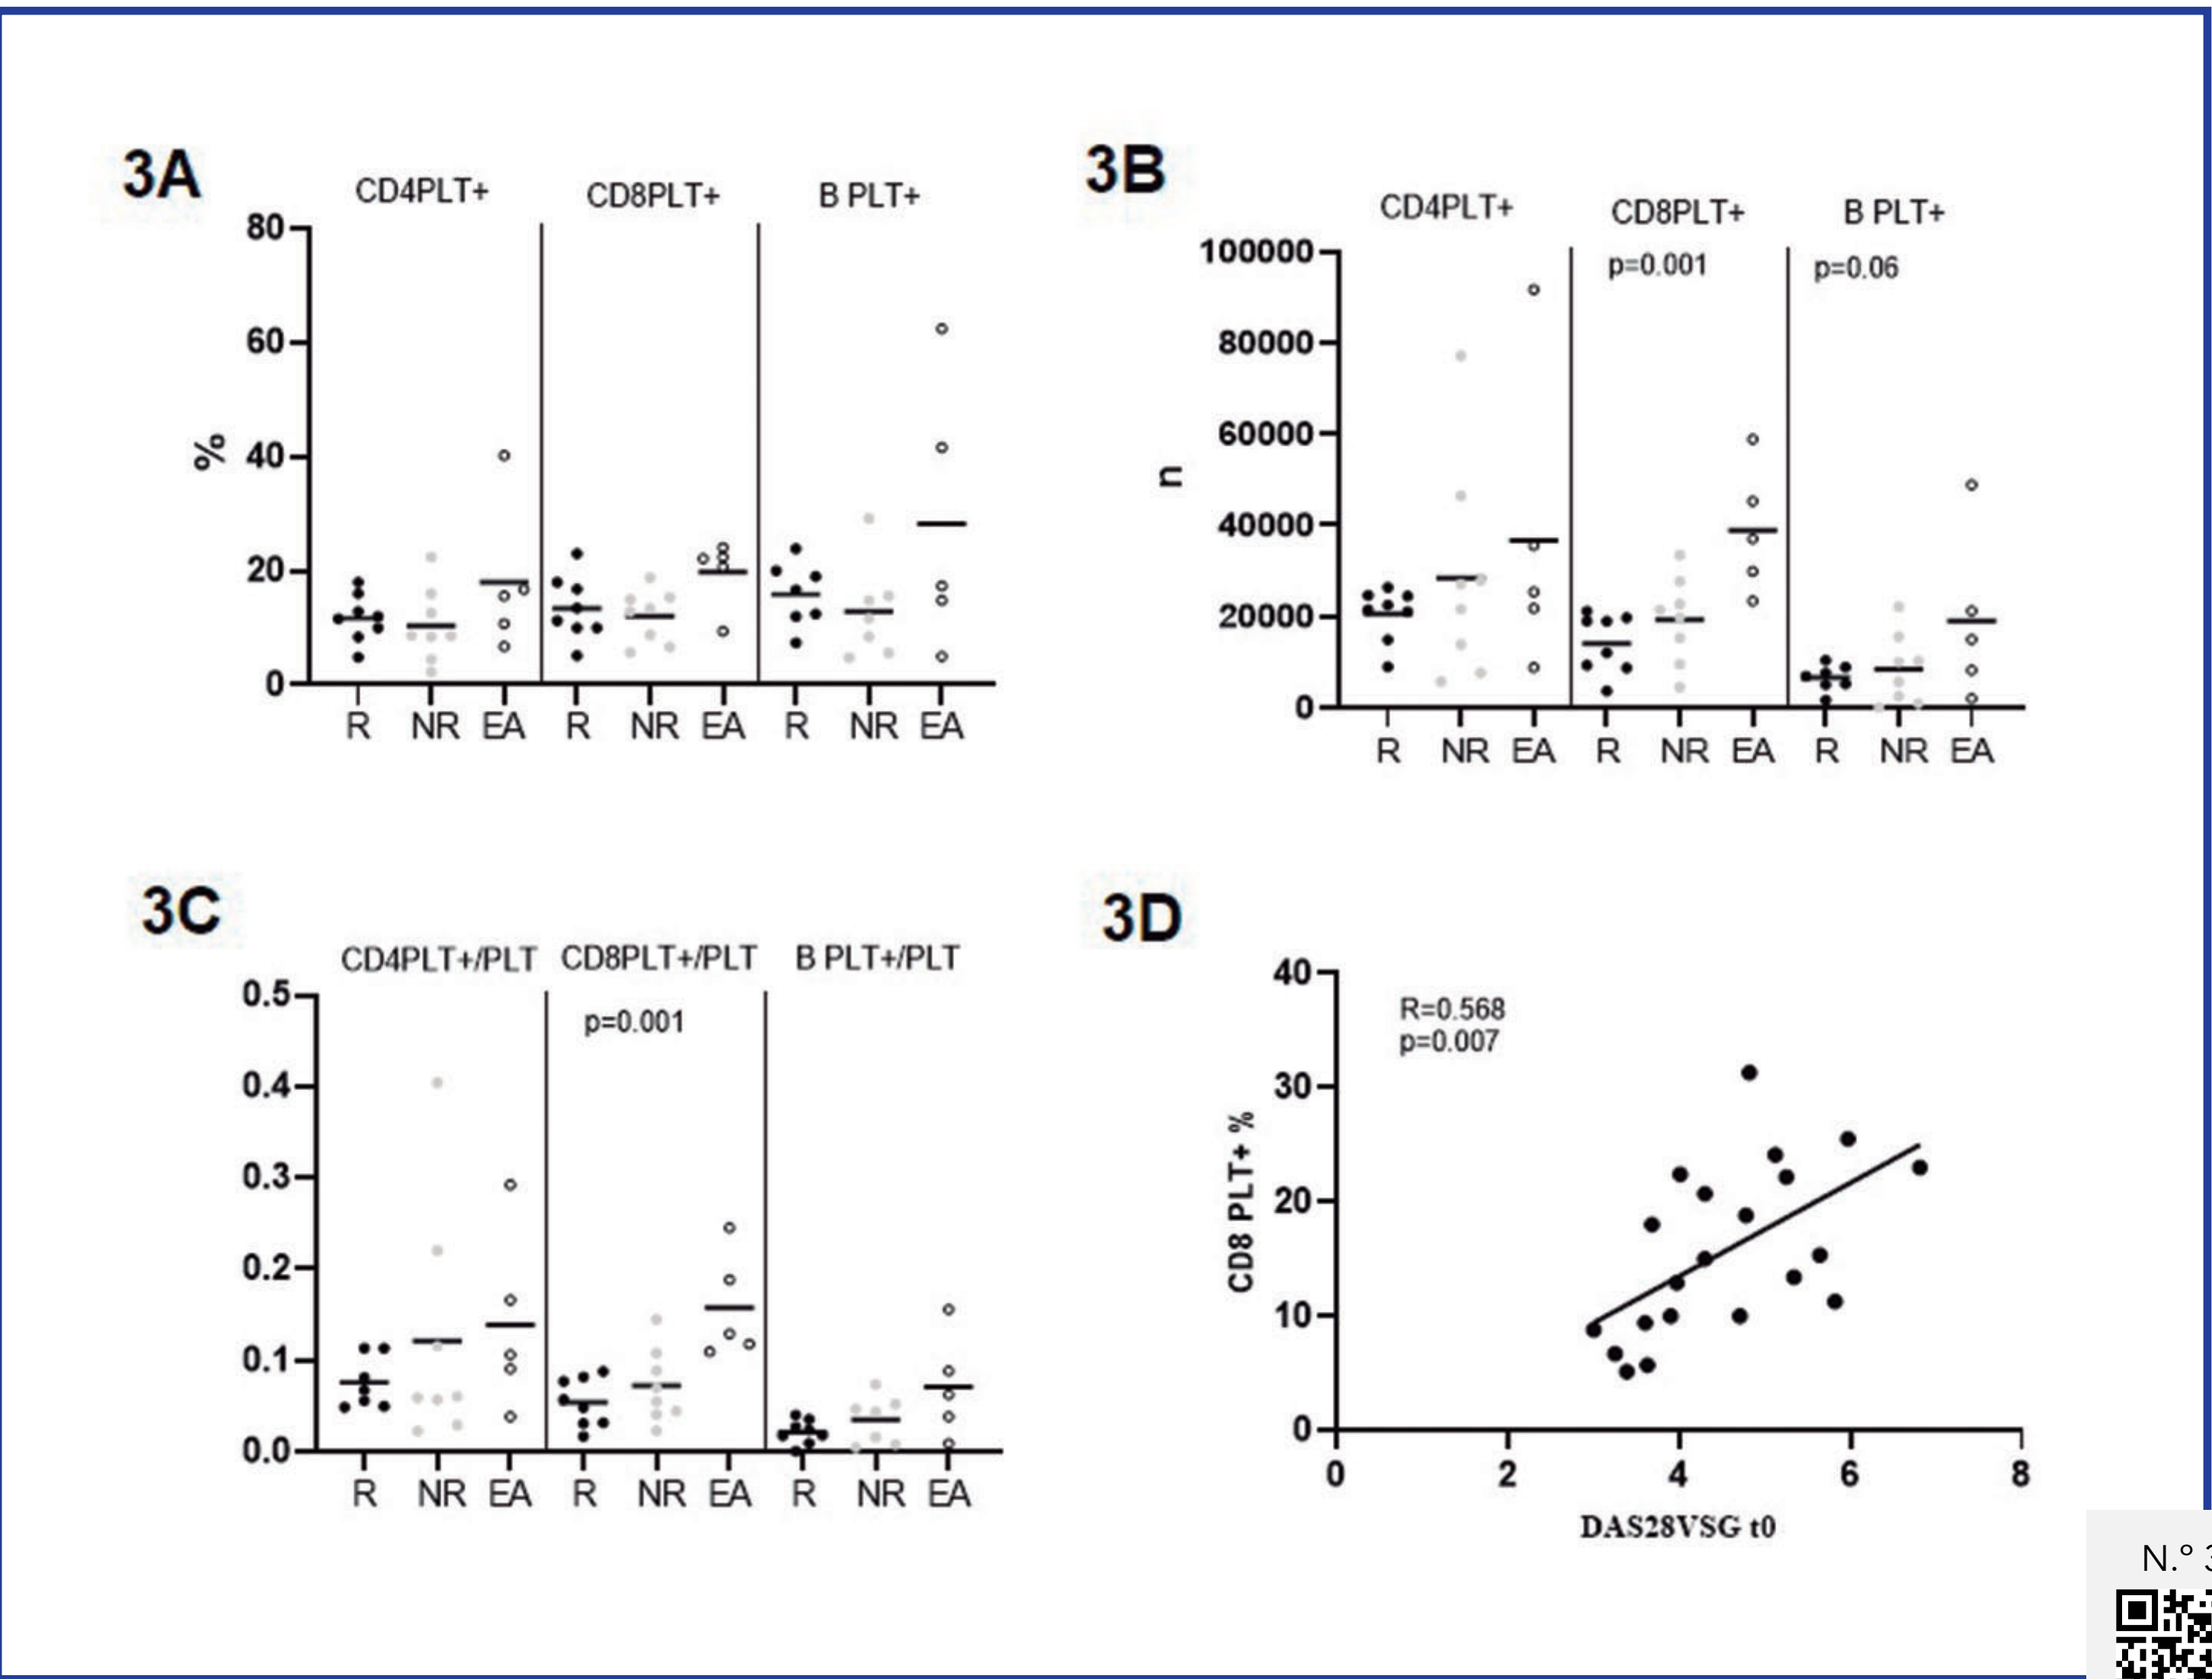 3A
CD4PLT+ CD8PLT+ B PLT+
80
60
40
20
0
%
R NR EA R NR EA R NR EA
3B
CD4PLT+ CD8PLT+ B PLT+
p=0.001 p=0.06
100000
80000
60000
40000
20000
0
n
R NR EA R NR EA R NR EA
3C
CD4PLT+/PLT CD8PLT+/PLT B PLT+/PLT
p=0.001
0.5
0.4
0.3
0.2
0.1
0.0
R NR EA R NR EA R NR EA
3D
R=0.568
p=0.007
40
30
20
10
0
CD8 PLT+ %
0 2 4 6 8
DAS28VSG t0
N.º